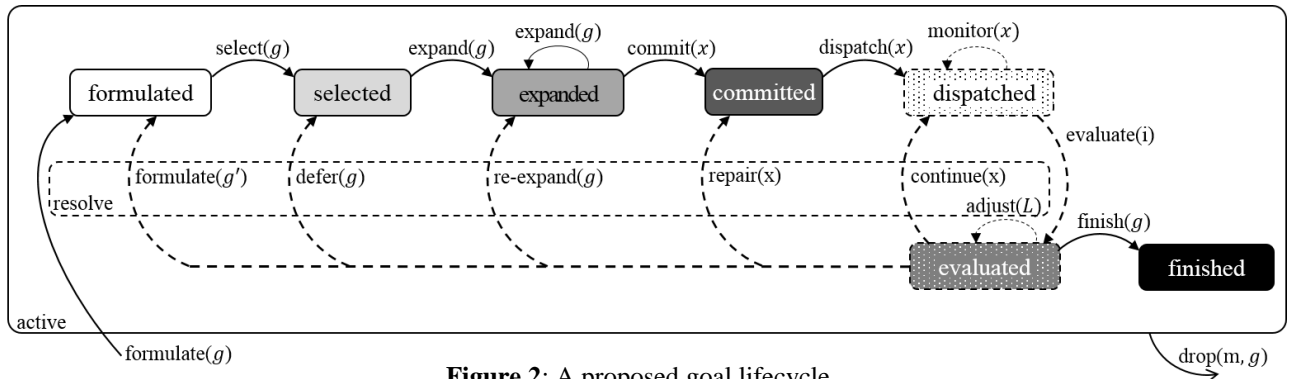 select(g)
expand(g)
expand(g)
commit(x)
dispatch(x)
monitor(x)
formulated
selected
expanded
committed
dispatched
evaluate(i)
formulate(g′)
defer(g)
re-expand(g)
repair(x)
continue(x)
resolve
adjust(L)
finish(g)
evaluated
finished
active
formulate(g)
drop(m, g)
Figure 2: A proposed goal lifecycle